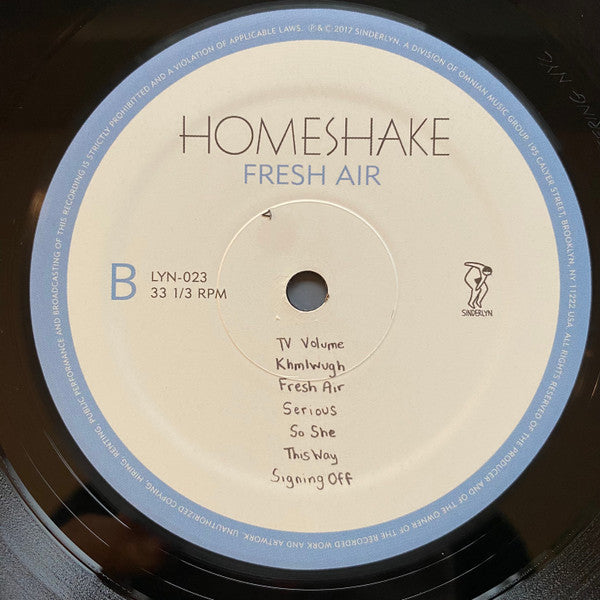 UNAUTHORIZED COPYING, HIRING, RENTING, PUBLIC PERFORMANCE AND BROADCASTING OF THIS RECORDING IS STRICTLY PROHIBITTED AND A VIOLATION OF APPLICABLE LAWS. ℗ & © 2017 SINDERLYN, A DIVISION OF OMNIAN MUSIC GROUP. 195 CALYER STREET, BROOKLYN, NY 11222 USA. ALL RIGHTS RESERVED OF THE PRODUCER AND OF THE OWNER OF THE RECORDED WORK AND ARTWORK.
HOMESHAKE
FRESH AIR
B
LYN-023
33 1/3 RPM
SINDERLYN
TV Volume
Khmlwugh
Fresh Air
Serious
So She
This Way
Signing Off